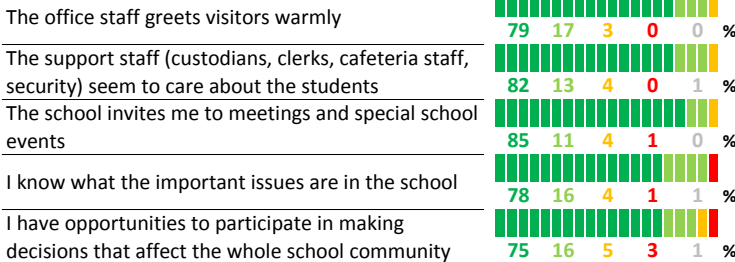 The office staff greets visitors warmly
79 17 3 0 0 %
The support staff (custodians, clerks, cafeteria staff,
security) seem to care about the students
82 13 4 0 1 %
The school invites me to meetings and special school
events
85 11 4 1 0 %
I know what the important issues are in the school
78 16 4 1 1 %
I have opportunities to participate in making
decisions that affect the whole school community
75 16 5 3 1 %